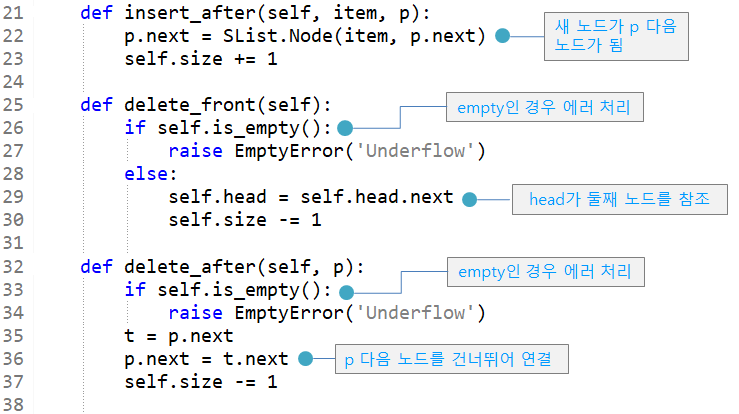 21 def insert_after(self, item, p):
22 p.next = SList.Node(item, p.next)
새 노드가 p 다음
노드가 됨
23 self.size += 1
24
25 def delete_front(self):
empty인 경우 에러 처리
26 if self.is_empty():
27 raise EmptyError('Underflow')
28 else:
29 self.head = self.head.next
head가 둘째 노드를 참조
30 self.size -= 1
31
32 def delete_after(self, p):
empty인 경우 에러 처리
33 if self.is_empty():
34 raise EmptyError('Underflow')
35 t = p.next
36 p.next = t.next
p 다음 노드를 건너뛰어 연결
37 self.size -= 1
38